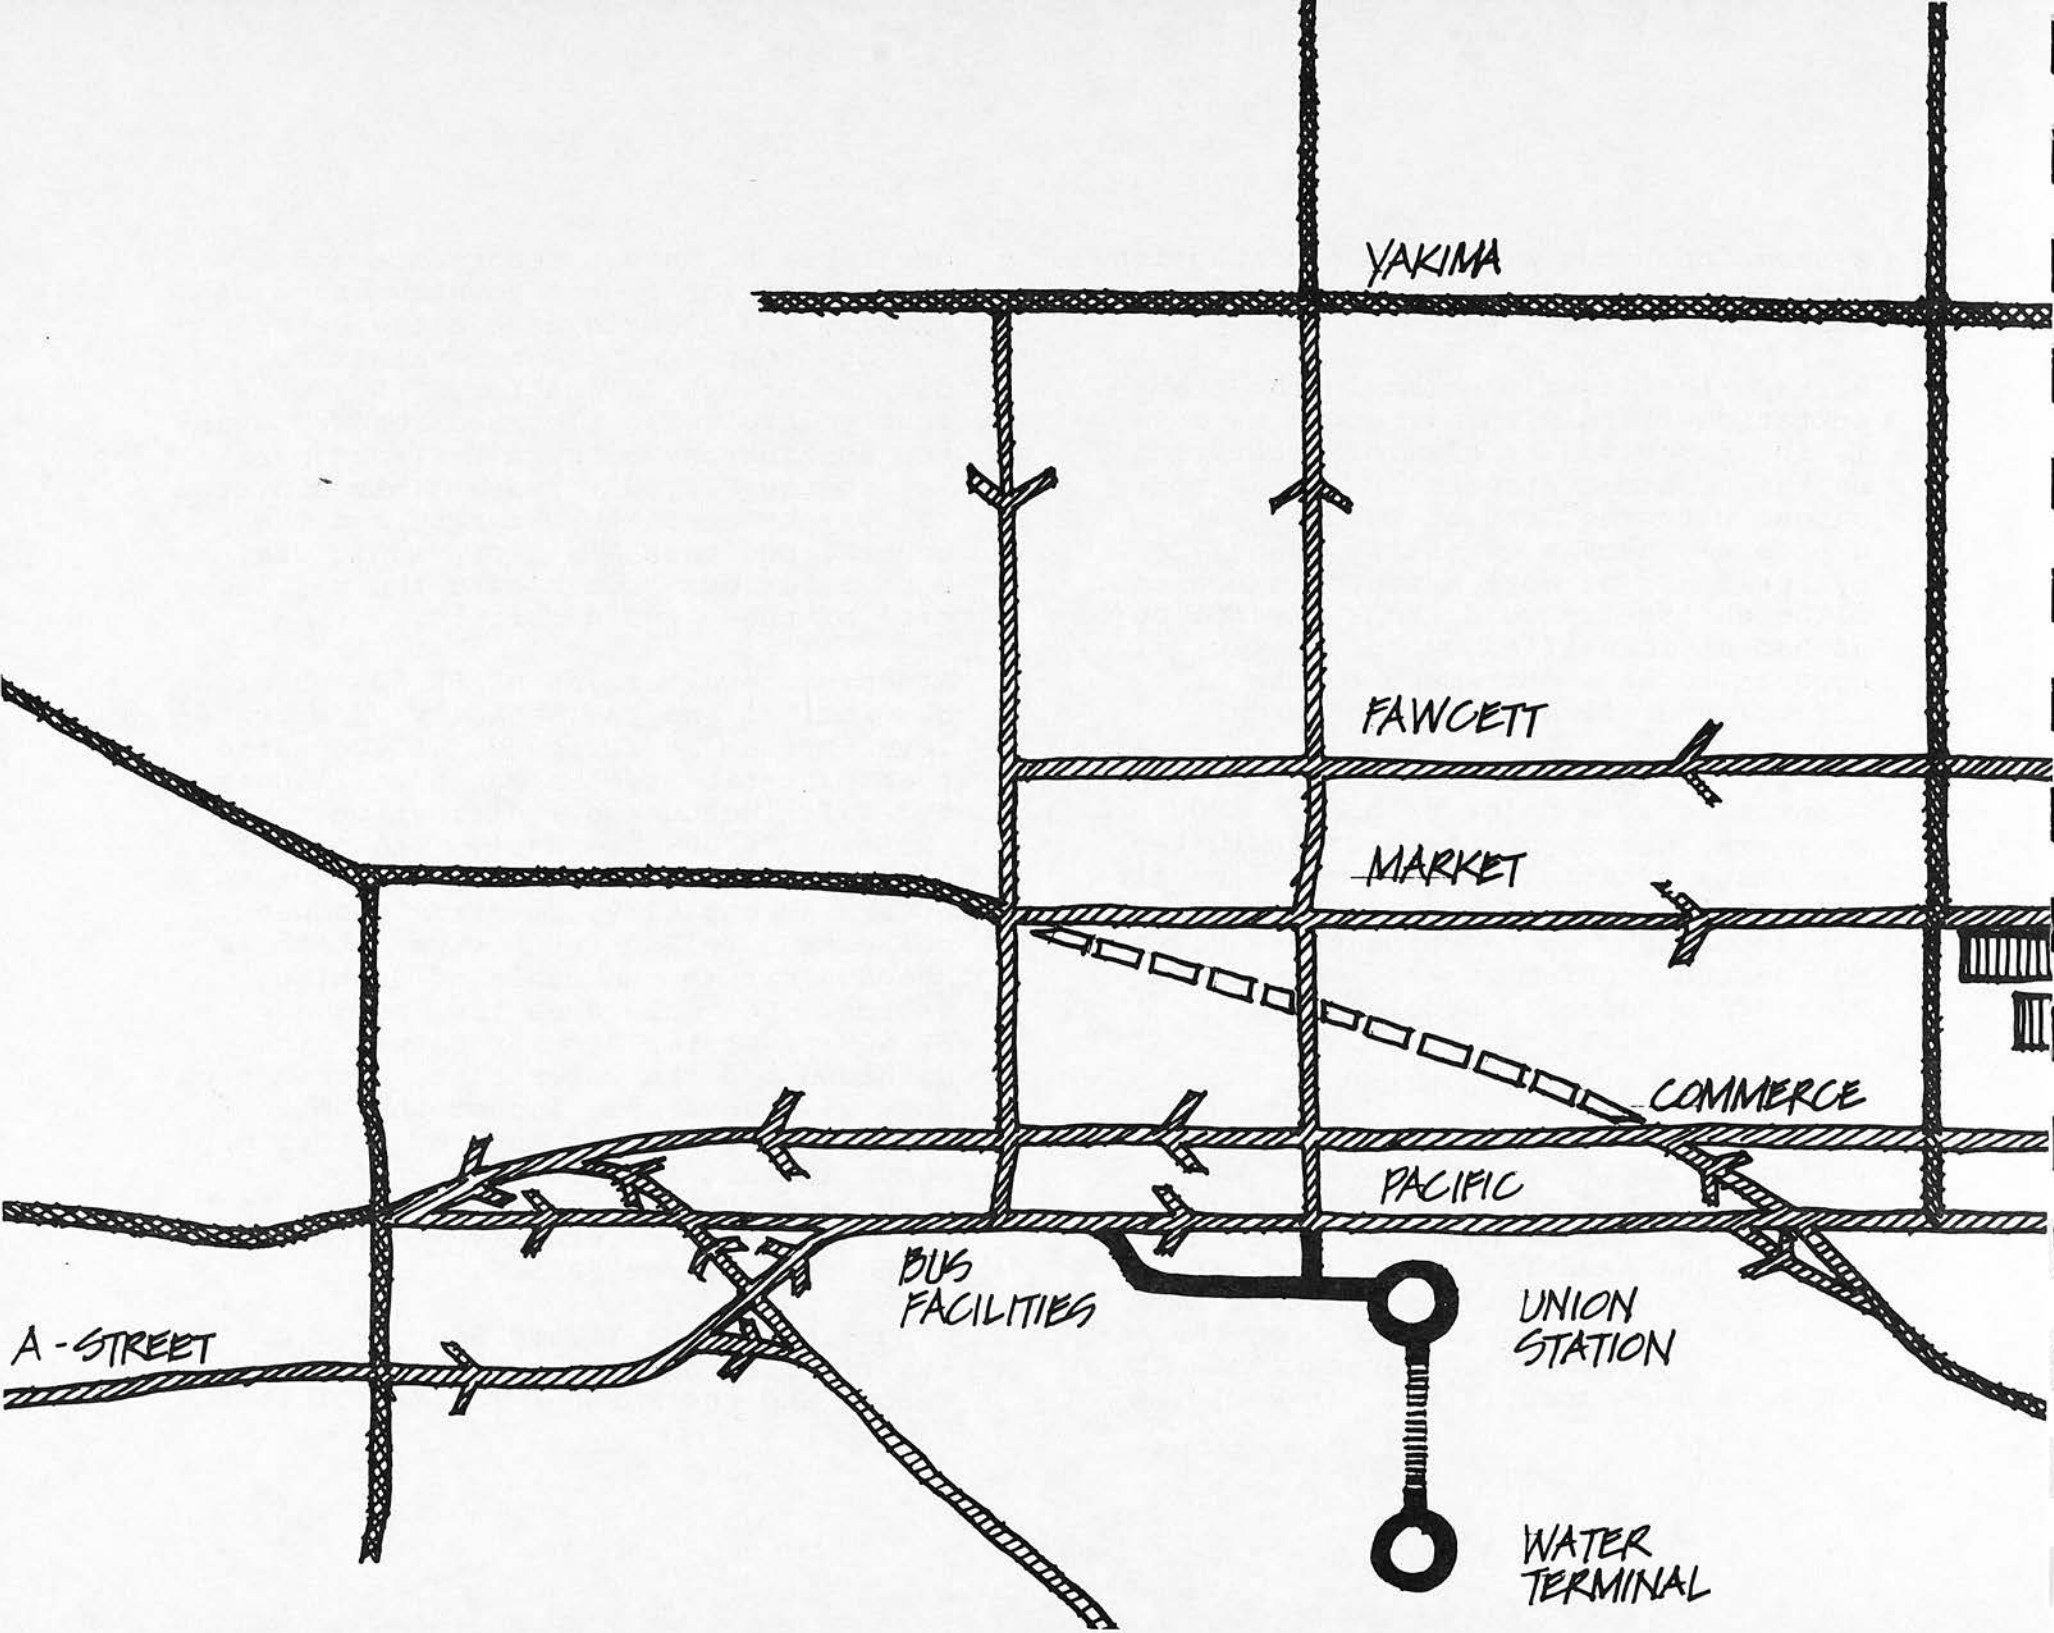 YAKIMA
FAWCETT
MARKET
COMMERCE
PACIFIC
BUS
FACILITIES
UNION
STATION
A-STREET
WATER
TERMINAL